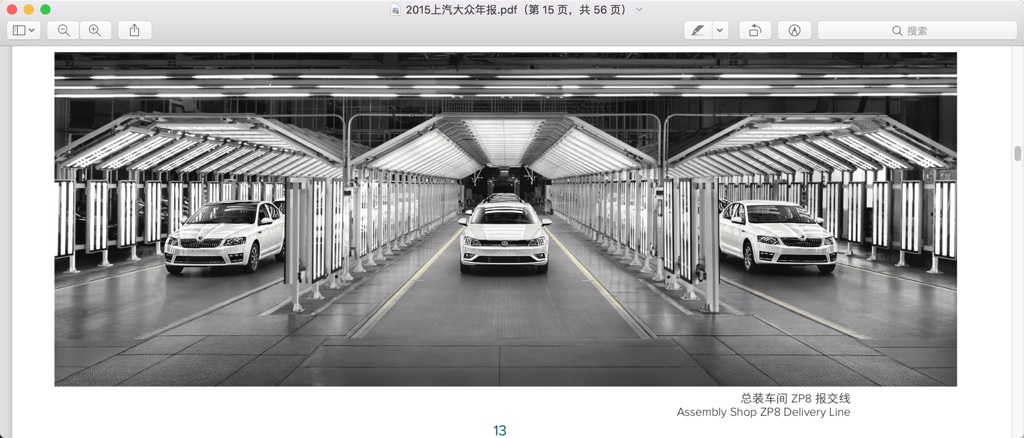 2015上汽大众年报.pdf（第 15 页，共 56 页）
搜索
总装车间 ZP8 报交线
Assembly Shop ZP8 Delivery Line
13